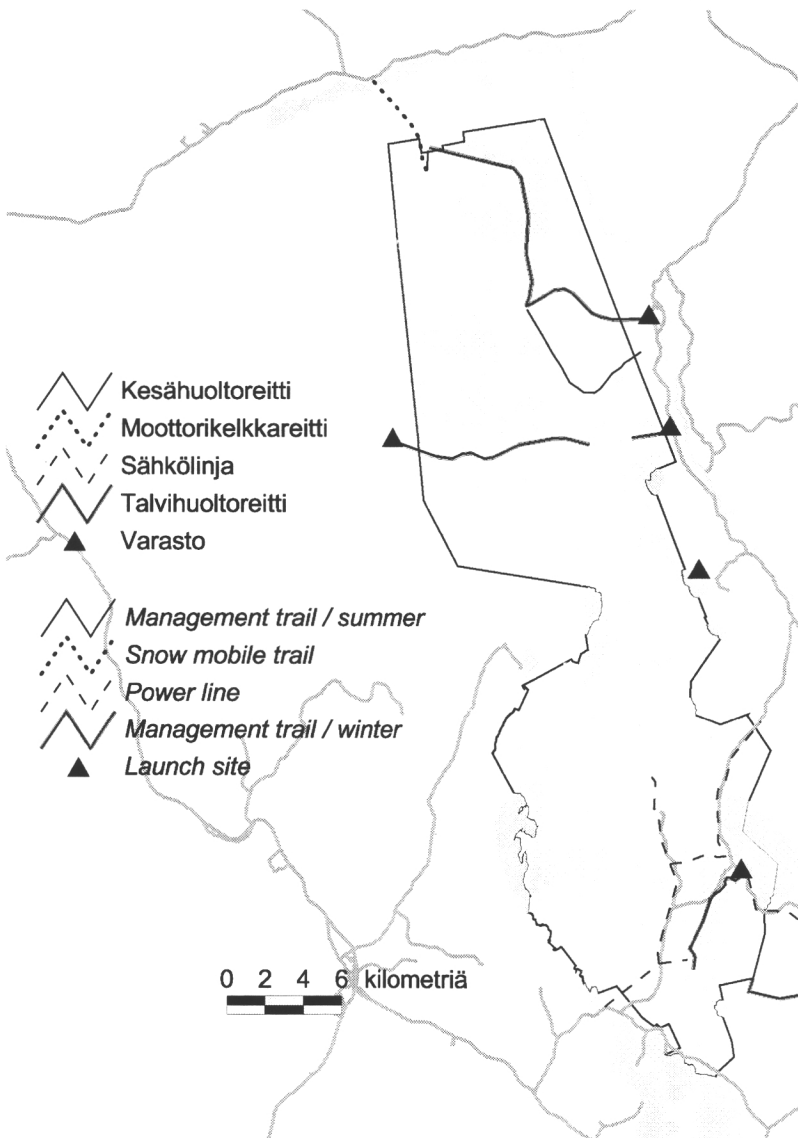 Kesähuoltoreitti
Moottorikelkkareitti
Sähkölinja
Talvihuoltoreitti
Varasto
Management trail / summer
Snow mobile trail
Power line
Management trail / winter
Launch site
0 2 4 6 kilometriä